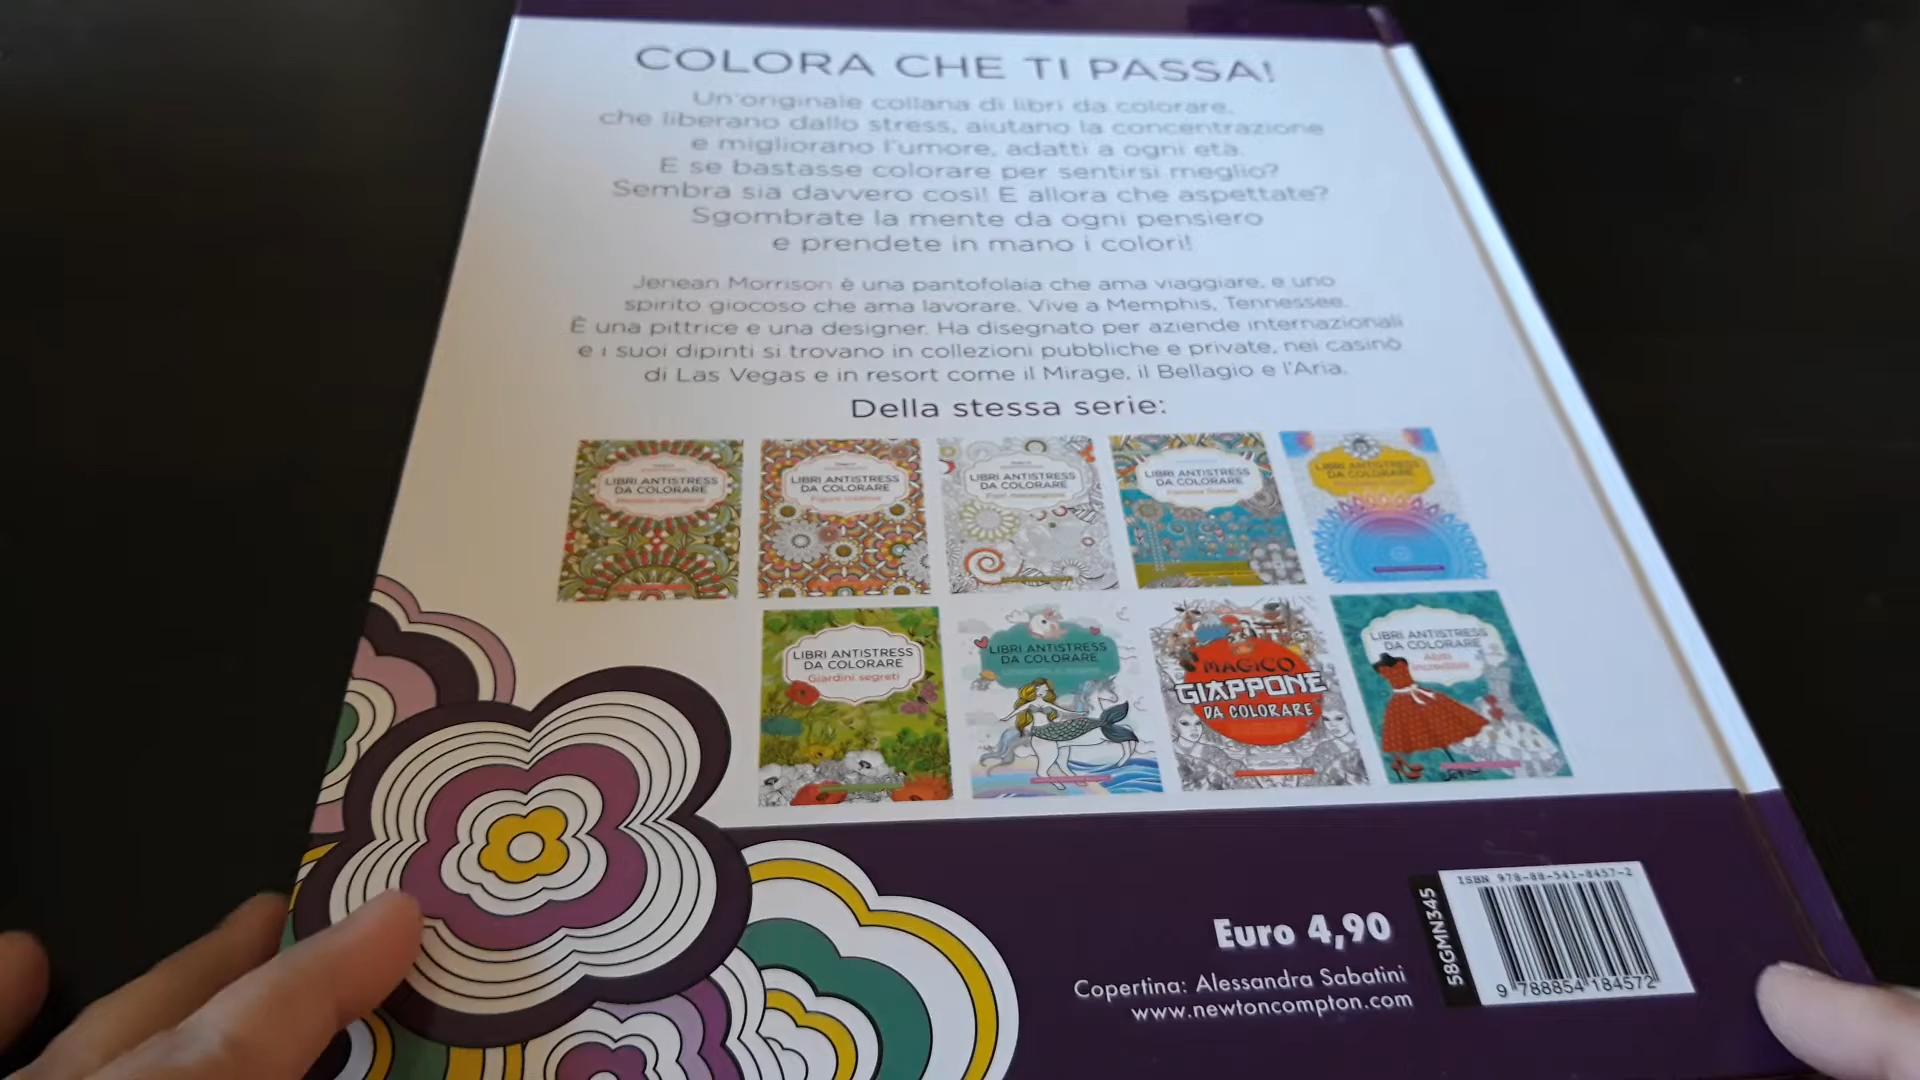 COLORA CHE TI PASSA!
Un'originale collana di libri da colorare,
che liberano dallo stress, aiutano la concentrazione
e migliorano l'umore, adatti a ogni età.
E se bastasse colorare per sentirsi meglio?
Sembra sia davvero così! E allora che aspettate?
Sgombrate la mente da ogni pensiero
e prendete in mano i colori!
Jenean Morrison è una pantofolaia che ama viaggiare, e uno
spirito giocoso che ama lavorare. Vive a Memphis, Tennessee.
È una pittrice e una designer. Ha disegnato per aziende internazionali
e i suoi dipinti si trovano in collezioni pubbliche e private, nei casinò
di Las Vegas e in resort come il Mirage, il Bellagio e l'Aria.
Della stessa serie:
LIBRI ANTISTRESS
DA COLORARE
LIBRI ANTISTRESS
DA COLORARE
LIBRI ANTISTRESS
DA COLORARE
LIBRI ANTISTRESS
DA COLORARE
LIBRI ANTISTRESS
DA COLORARE
LIBRI ANTISTRESS
DA COLORARE
Giardini segreti
LIBRI ANTISTRESS
DA COLORARE
MAGICO
GIAPPONE
DA COLORARE
LIBRI ANTISTRESS
DA COLORARE
Abiti
incredibili
Euro 4,90
Copertina: Alessandra Sabatini
www.newtoncompton.com
58GMN345
ISBN 978-88-541-8457-2
9 788854 184572